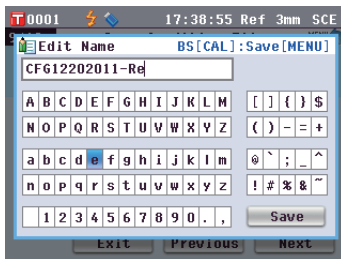 T0001 17:38:55 Ref 3mm SCE
Edit Name BS[CAL]:Save[MENU]
CFG12202011-Re
A B C D E F G H I J K L M [ ] { } $
N O P Q R S T U V W X Y Z ( ) - = +
a b c d e f g h i j k l m @ ` ; _ ^
n o p q r s t u v w x y z ! # % & ~
1 2 3 4 5 6 7 8 9 0 . , Save
Exit Previous Next